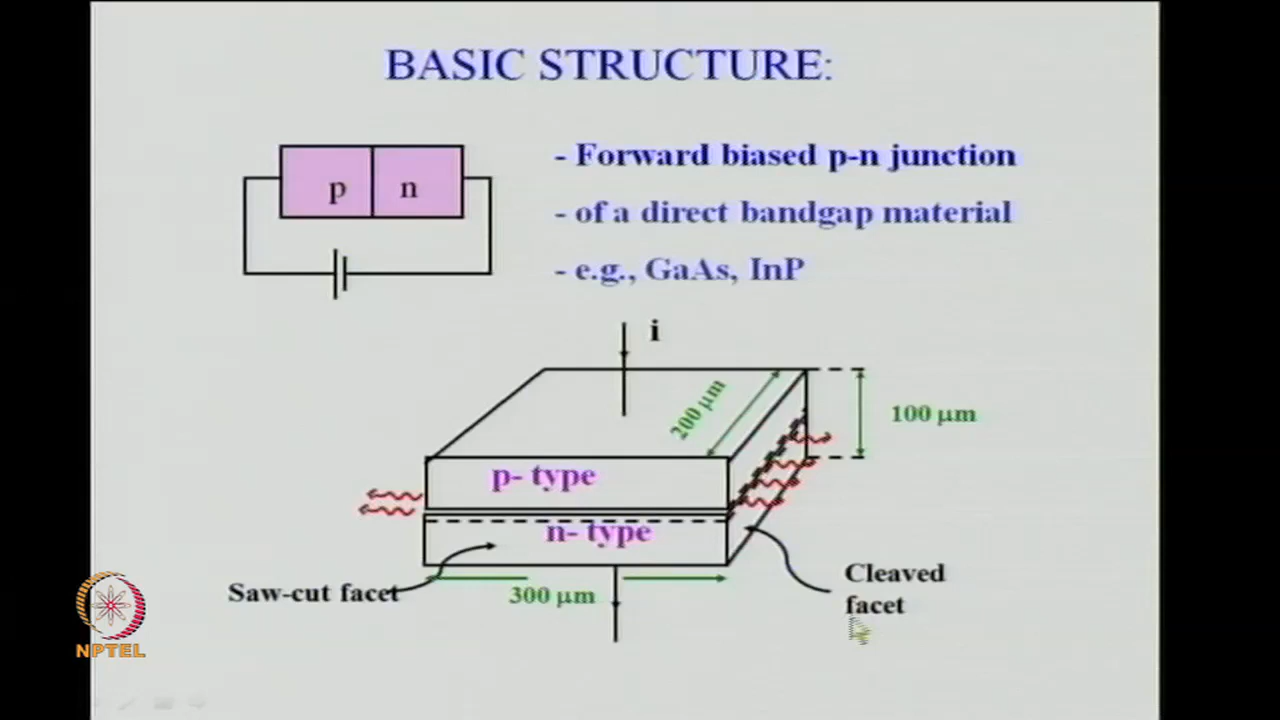 BASIC STRUCTURE:
p n
- Forward biased p-n junction
- of a direct bandgap material
- e.g., GaAs, InP
i
200 μm
100 μm
p- type
n- type
Saw-cut facet
300 μm
Cleaved
facet
NPTEL